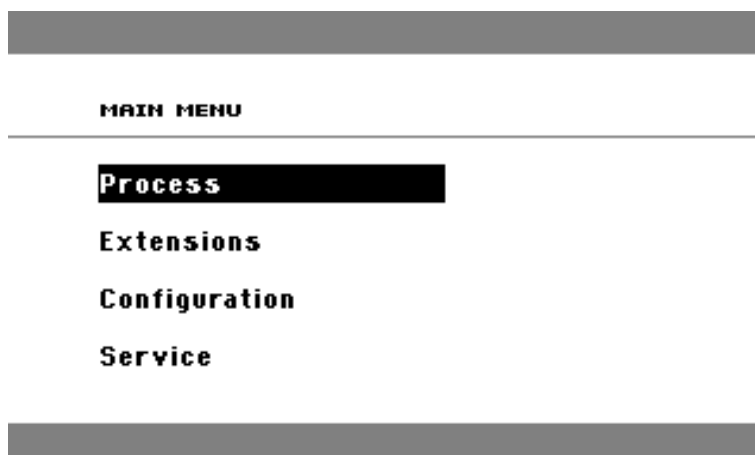 MAIN MENU
Process
Extensions
Configuration
Service